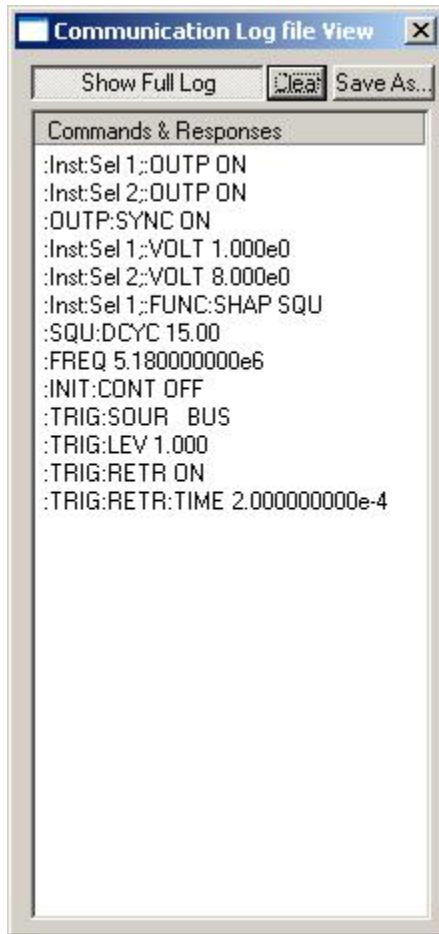 Communication Log file View
Show Full Log Clear Save As...
Commands & Responses
:Inst:Sel 1;:OUTP ON
:Inst:Sel 2;:OUTP ON
:OUTP:SYNC ON
:Inst:Sel 1;:VOLT 1.000e0
:Inst:Sel 2;:VOLT 8.000e0
:Inst:Sel 1;:FUNC:SHAP SQU
:SQU:DCYC 15.00
:FREQ 5.180000000e6
:INIT:CONT OFF
:TRIG:SOUR   BUS
:TRIG:LEV 1.000
:TRIG:RETR ON
:TRIG:RETR:TIME 2.000000000e-4